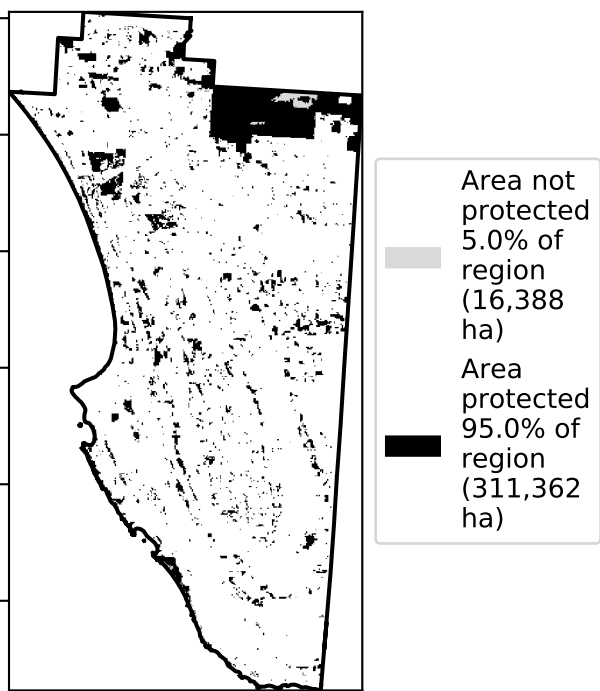 Area not
protected
5.0% of
region
(16,388
ha)
Area
protected
95.0% of
region
(311,362
ha)